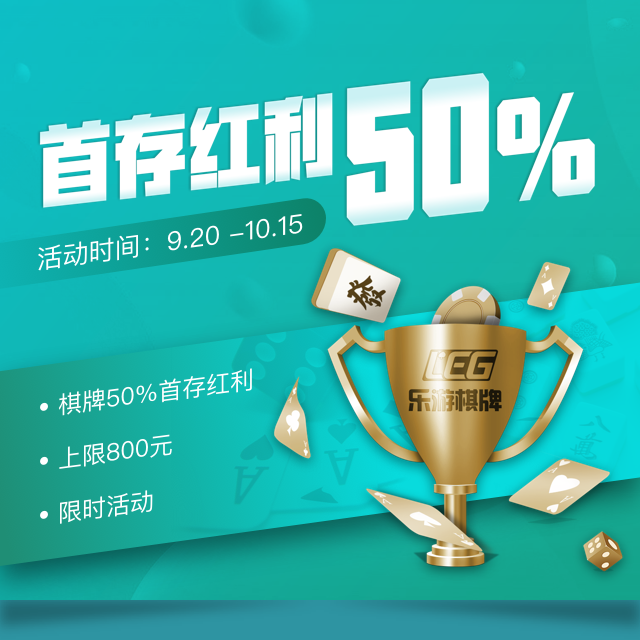 首存红利50%
活动时间：9.20 –10.15
發
LEG
乐游棋牌
• 棋牌50%首存红利
• 上限800元
• 限时活动
A
A
八
萬